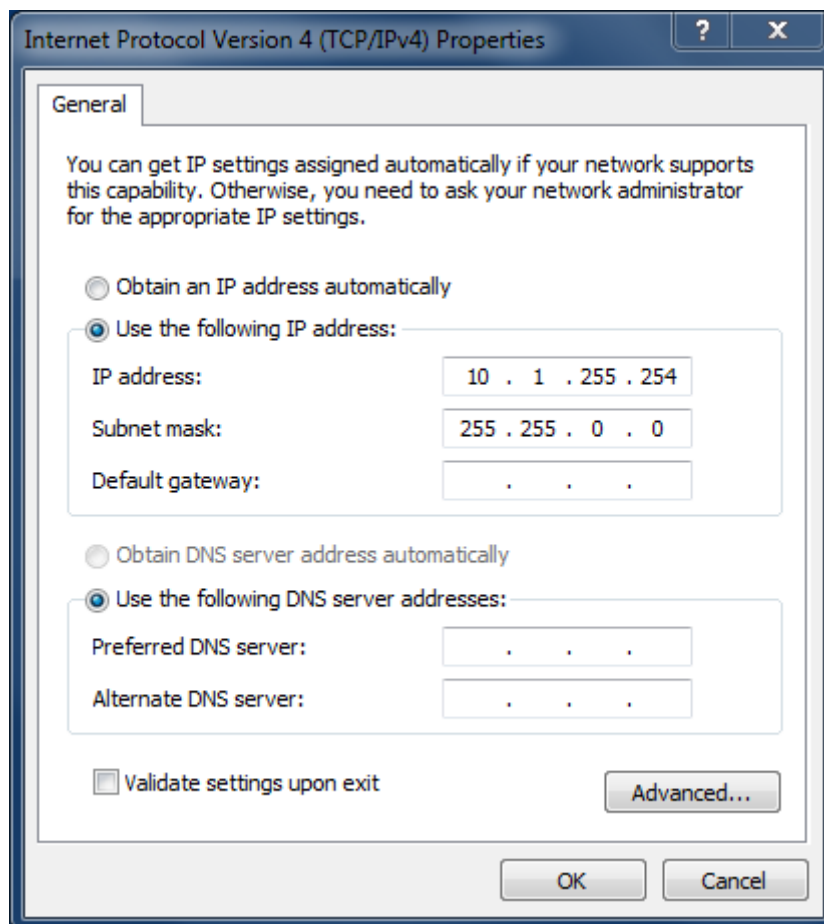 Internet Protocol Version 4 (TCP/IPv4) Properties
General
You can get IP settings assigned automatically if your network supports
this capability. Otherwise, you need to ask your network administrator
for the appropriate IP settings.
Obtain an IP address automatically
Use the following IP address:
IP address: 10 . 1 . 255 . 254
Subnet mask: 255 . 255 . 0 . 0
Default gateway: . . .
Obtain DNS server address automatically
Use the following DNS server addresses:
Preferred DNS server: . . .
Alternate DNS server: . . .
Validate settings upon exit
Advanced...
OK Cancel